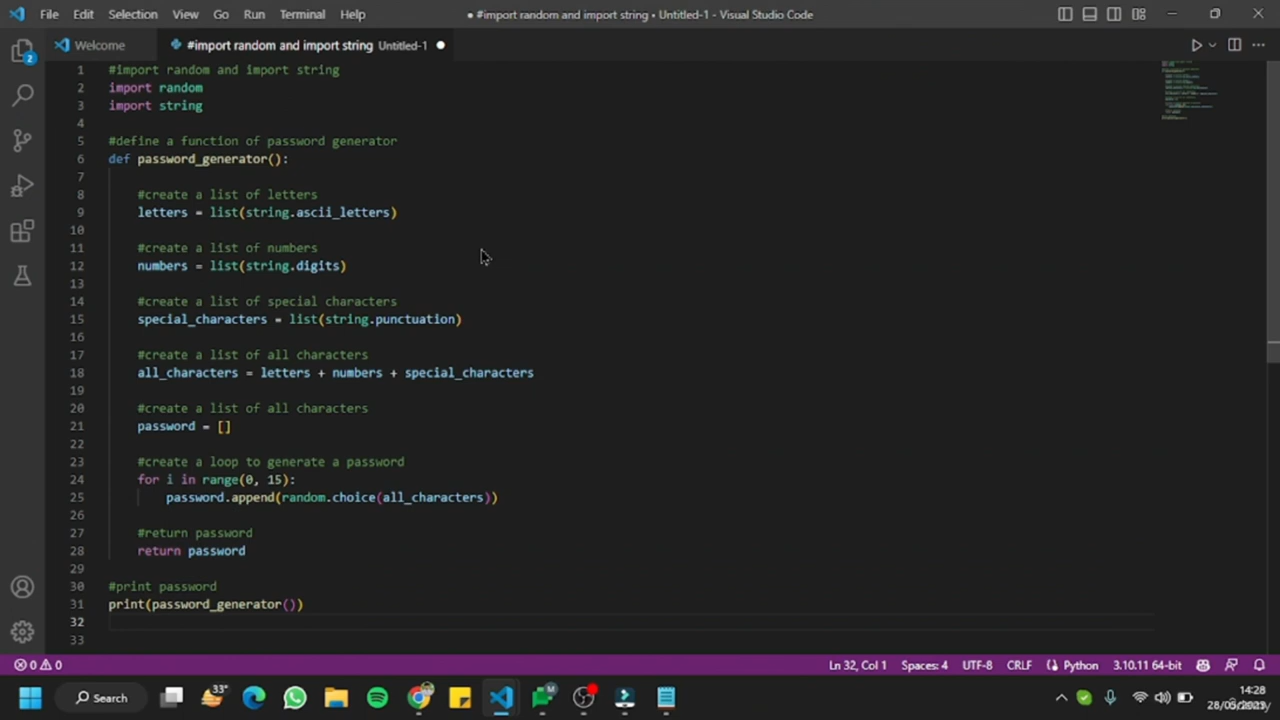 File Edit Selection View Go Run Terminal Help
● #import random and import string • Untitled-1 - Visual Studio Code
Welcome
#import random and import string Untitled-1 ●
1 #import random and import string
2 import random
3 import string
4
5 #define a function of password generator
6 def password_generator():
7
8 #create a list of letters
9 letters = list(string.ascii_letters)
10
11 #create a list of numbers
12 numbers = list(string.digits)
13
14 #create a list of special characters
15 special_characters = list(string.punctuation)
16
17 #create a list of all characters
18 all_characters = letters + numbers + special_characters
19
20 #create a list of all characters
21 password = []
22
23 #create a loop to generate a password
24 for i in range(0, 15):
25 password.append(random.choice(all_characters))
26
27 #return password
28 return password
29
30 #print password
31 print(password_generator())
32
33
2
0 0 Ln 32, Col 1 Spaces: 4 UTF-8 CRLF Python 3.10.11 64-bit
Search
33°
M
14:28